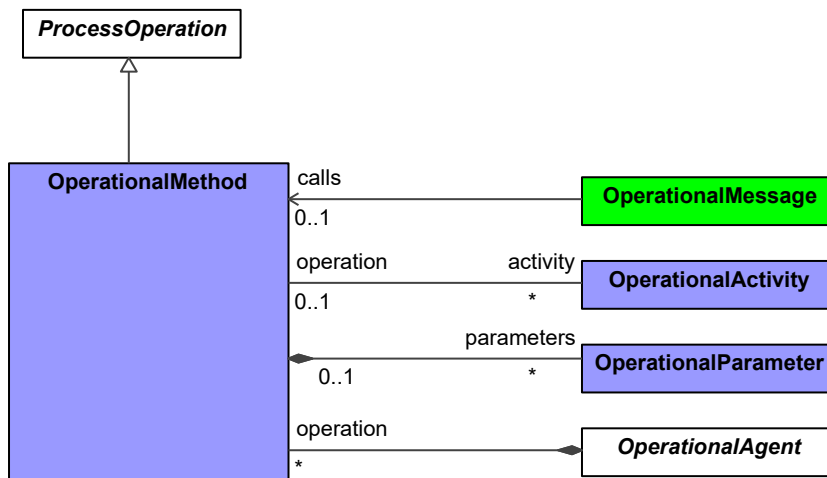 ProcessOperation
OperationalMethod
calls
0..1
OperationalMessage
operation
activity
0..1
*
OperationalActivity
parameters
0..1
*
OperationalParameter
operation
*
OperationalAgent